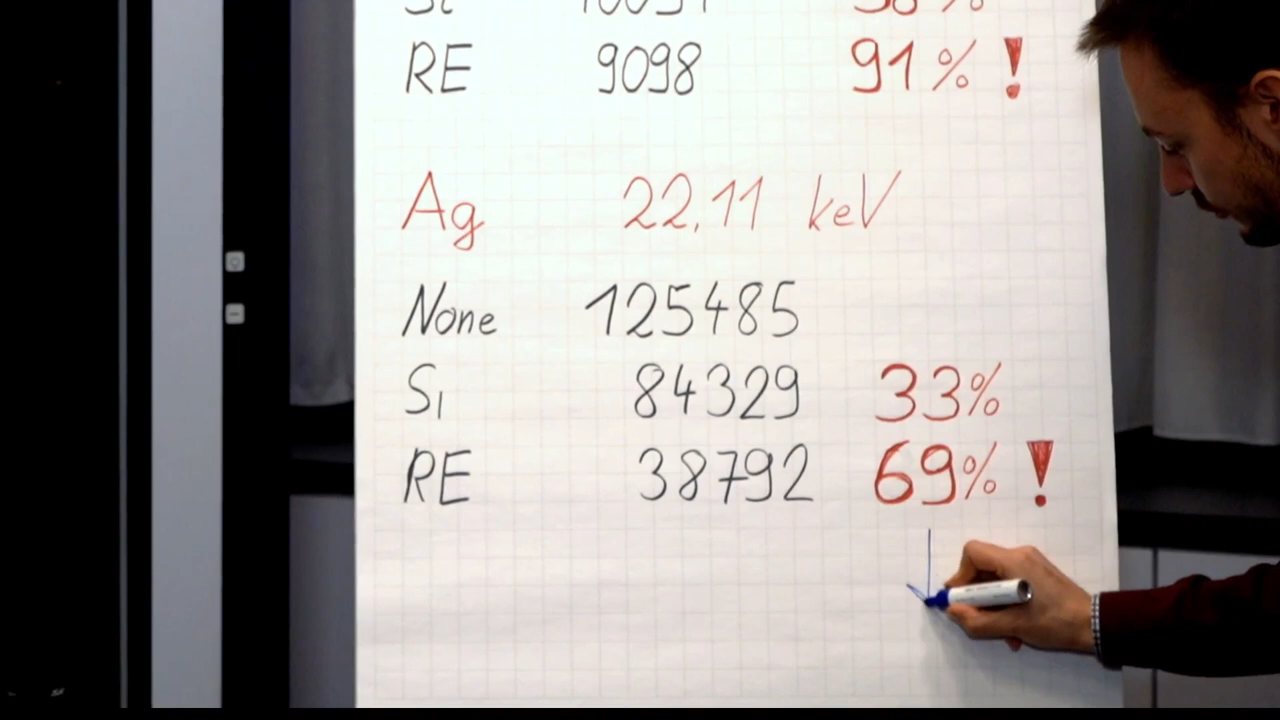 RE 9098 91% !
Ag 22,11 keV
None 125485
Si 84329 33%
RE 38792 69% !